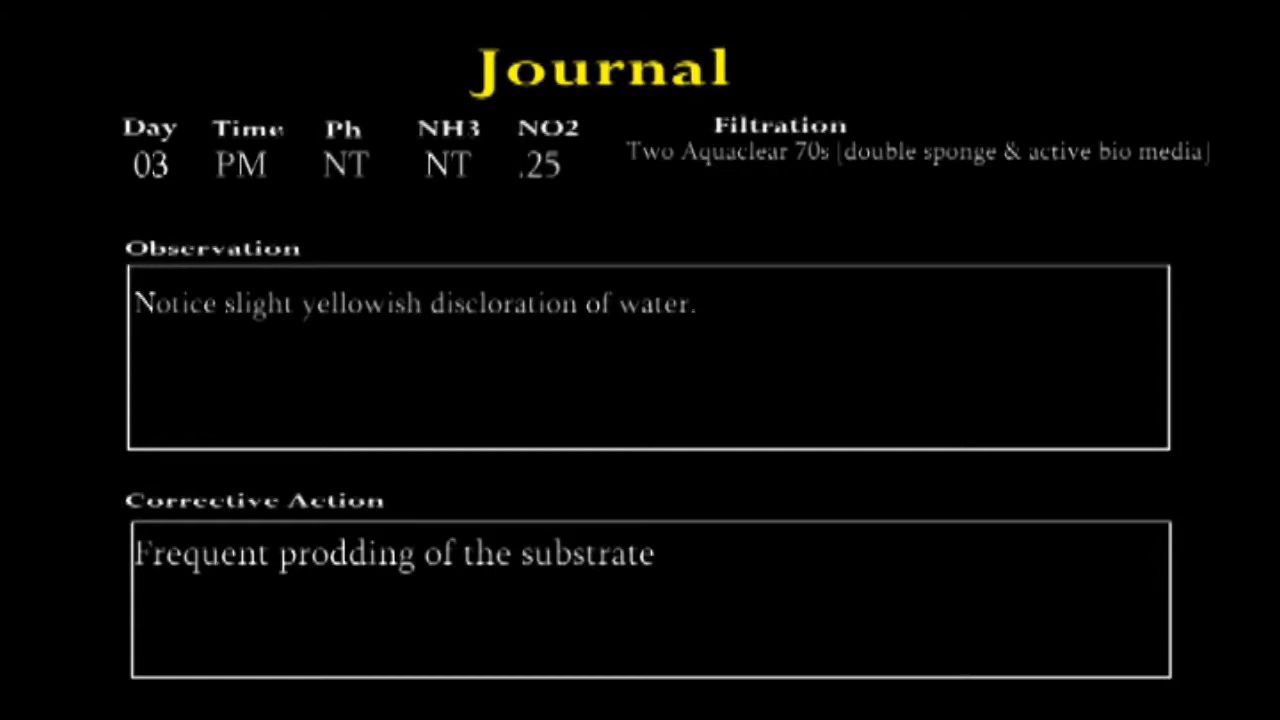 Journal
Day Time Ph NH3 NO2 Filtration
03 PM NT NT .25 Two Aquaclear 70s (double sponge & active bio media)
Observation
Notice slight yellowish discloration of water.
Corrective Action
Frequent prodding of the substrate